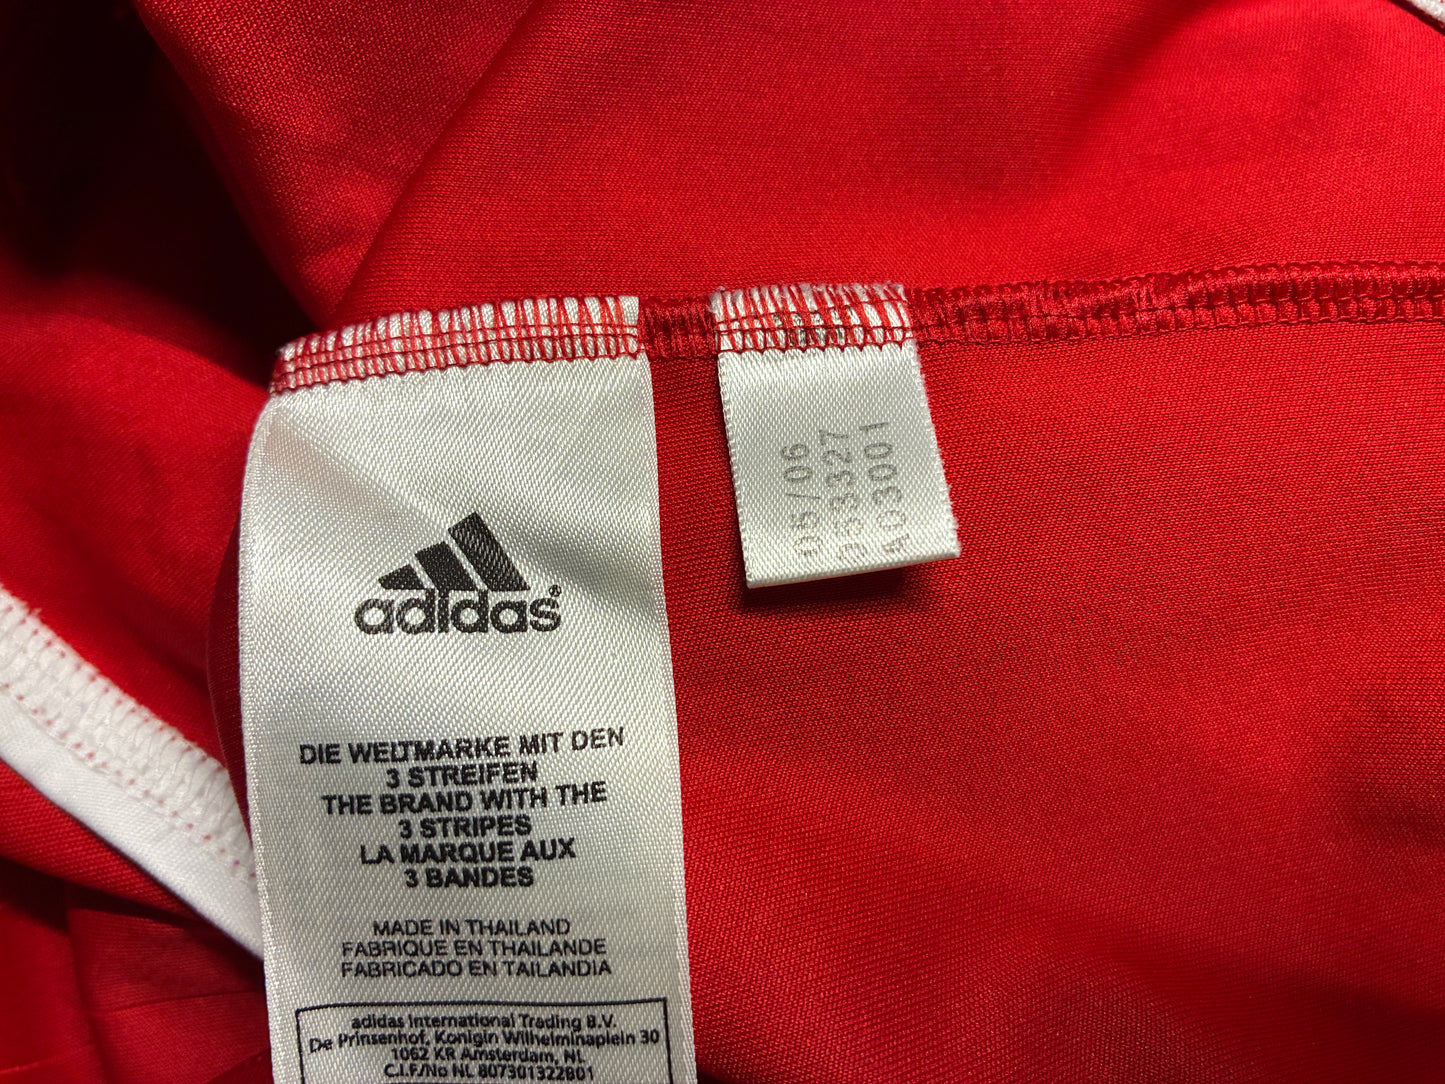 adidas®
DIE WELTMARKE MIT DEN
3 STREIFEN
THE BRAND WITH THE
3 STRIPES
LA MARQUE AUX
3 BANDES
MADE IN THAILAND
FABRIQUE EN THAILANDE
FABRICADO EN TAILANDIA
adidas International Trading B.V.
De Prinsenhof, Konigin Wilhelminaplein 30
1062 KR Amsterdam, NL
C.I.F/No NL 807301322B01
05/06
053327
A03001